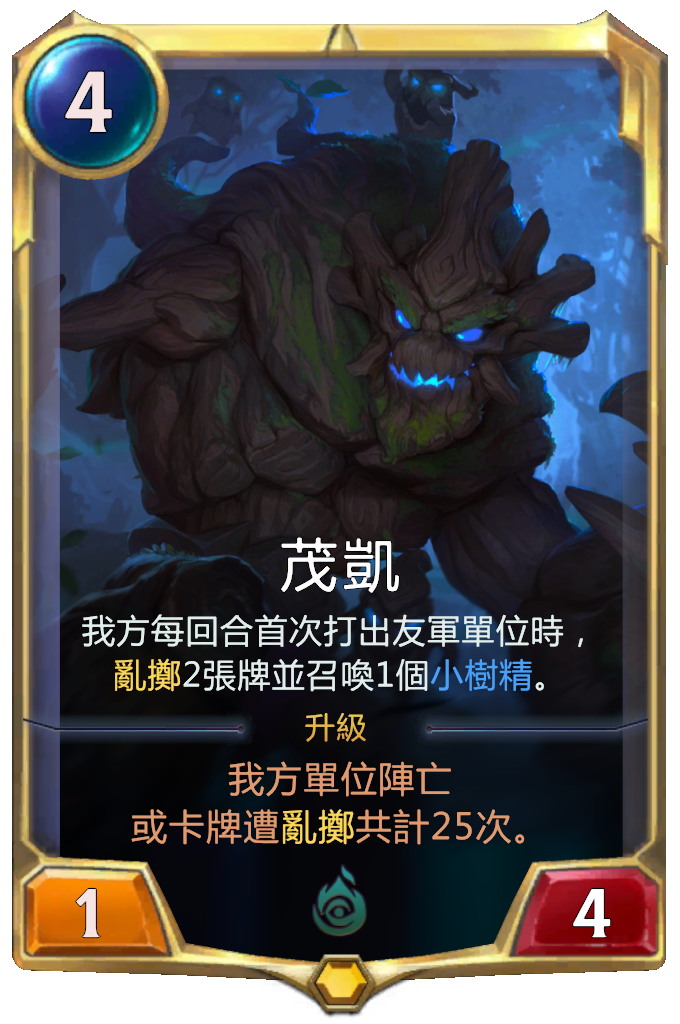 4
茂凱
我方每回合首次打出友軍單位時，
亂擲2張牌並召喚1個小樹精。
升級
我方單位陣亡
或卡牌遭亂擲共計25次。
1
4